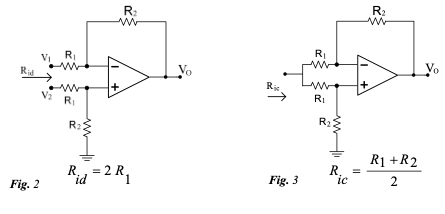 R2
V1 R1
Rid
V2 R1
R2
VO
Fig. 2 Rid = 2 R1
R2
R1
Ric
R1
R2
VO
Fig. 3 Ric = R1 + R2 / 2